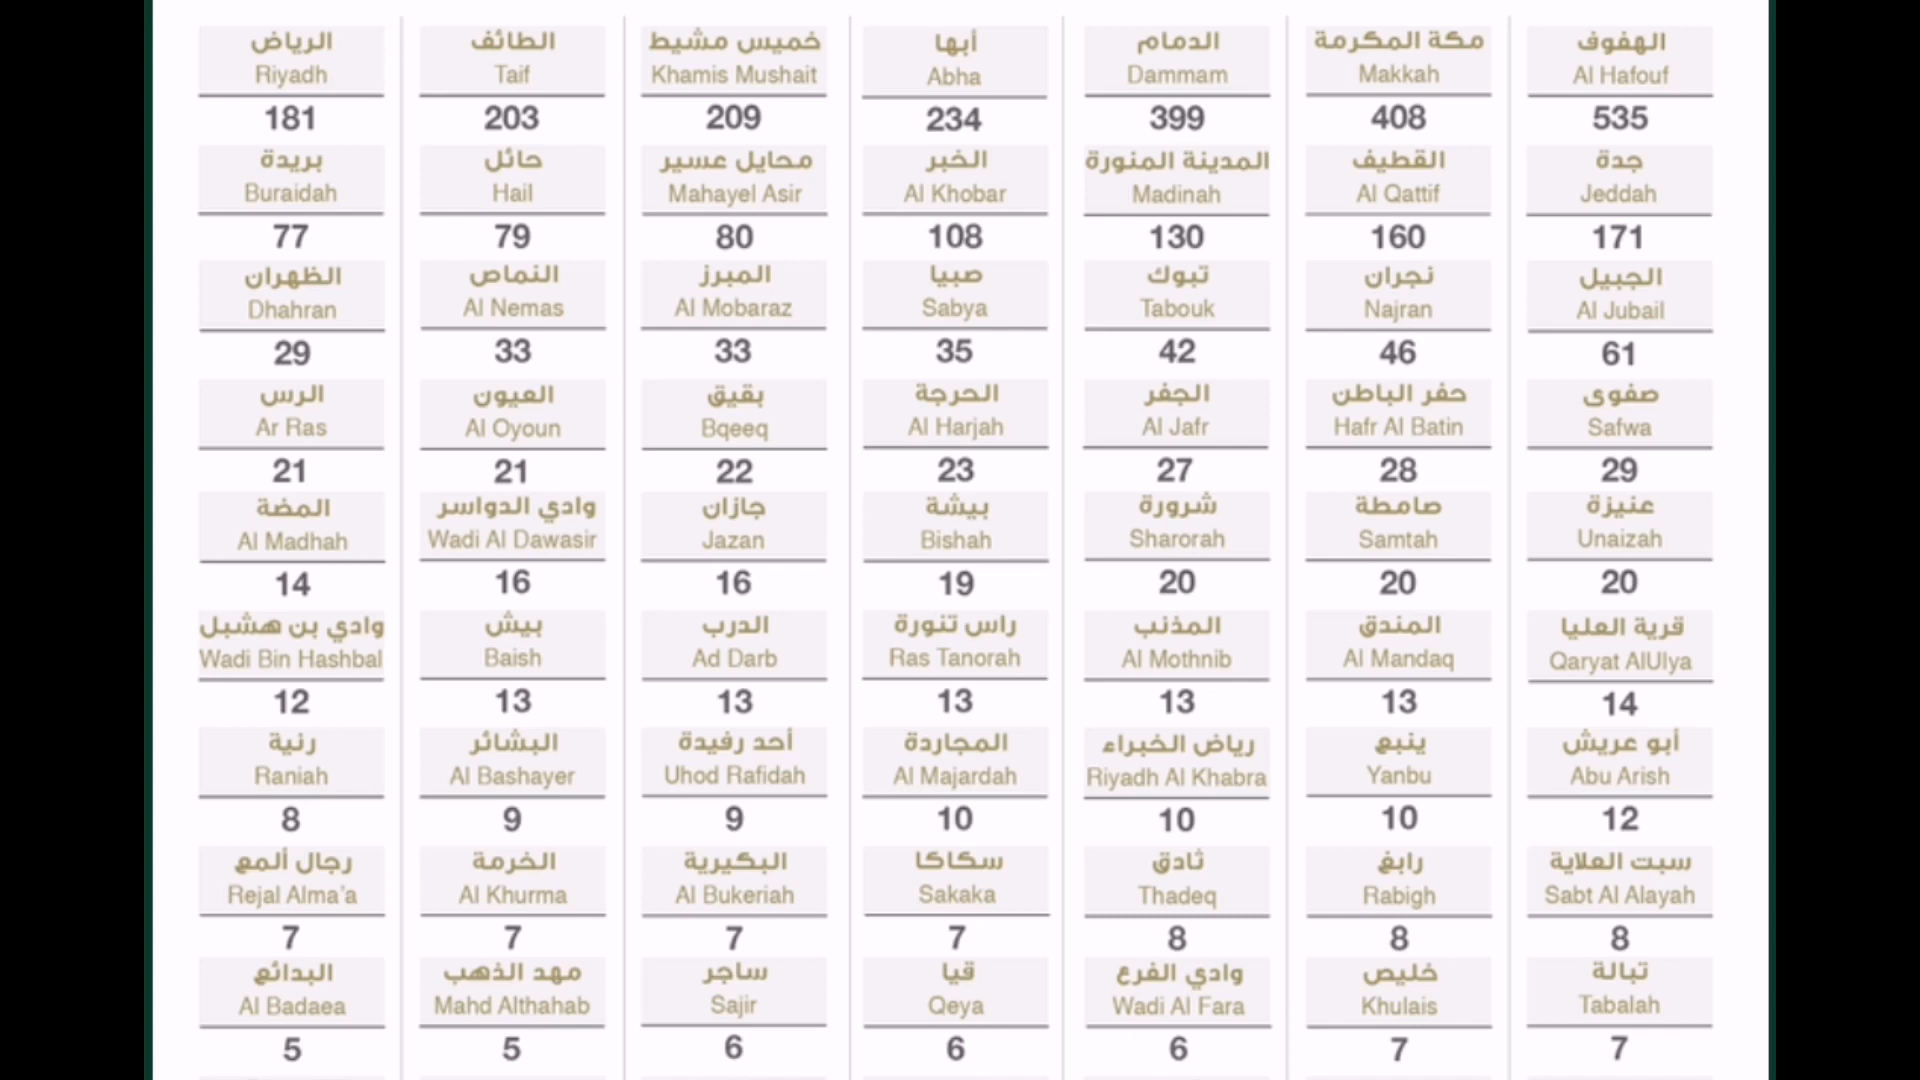 الهفوف
Al Hafouf
535
مكة المكرمة
Makkah
408
الدمام
Dammam
399
أبها
Abha
234
خميس مشيط
Khamis Mushait
209
الطائف
Taif
203
الرياض
Riyadh
181
جدة
Jeddah
171
القطيف
Al Qattif
160
المدينة المنورة
Madinah
130
الخبر
Al Khobar
108
محايل عسير
Mahayel Asir
80
حائل
Hail
79
بريدة
Buraidah
77
الجبيل
Al Jubail
61
نجران
Najran
46
تبوك
Tabouk
42
صبيا
Sabya
35
المبرز
Al Mobaraz
33
النماص
Al Nemas
33
الظهران
Dhahran
29
صفوى
Safwa
29
حفر الباطن
Hafr Al Batin
28
الجفر
Al Jafr
27
الحرجة
Al Harjah
23
بقيق
Bqeeq
22
العيون
Al Oyoun
21
الرس
Ar Ras
21
عنيزة
Unaizah
20
صامطة
Samtah
20
شرورة
Sharorah
20
بيشة
Bishah
19
جازان
Jazan
16
وادي الدواسر
Wadi Al Dawasir
16
المضة
Al Madhah
14
قرية العليا
Qaryat AlUlya
14
المندق
Al Mandaq
13
المذنب
Al Mothnib
13
راس تنورة
Ras Tanorah
13
الدرب
Ad Darb
13
بيش
Baish
13
وادي بن هشبل
Wadi Bin Hashbal
12
أبو عريش
Abu Arish
12
ينبع
Yanbu
10
رياض الخبراء
Riyadh Al Khabra
10
المجاردة
Al Majardah
10
أحد رفيدة
Uhod Rafidah
9
البشائر
Al Bashayer
9
رنية
Raniah
8
سبت العلاية
Sabt Al Alayah
8
رابغ
Rabigh
8
ثادق
Thadeq
8
سكاكا
Sakaka
7
البكيرية
Al Bukeriah
7
الخرمة
Al Khurma
7
رجال ألمع
Rejal Alma'a
7
تبالة
Tabalah
7
خليص
Khulais
7
وادي الفرع
Wadi Al Fara
6
قيا
Qeya
6
ساجر
Sajir
6
مهد الذهب
Mahd Althahab
5
البدائع
Al Badaea
5